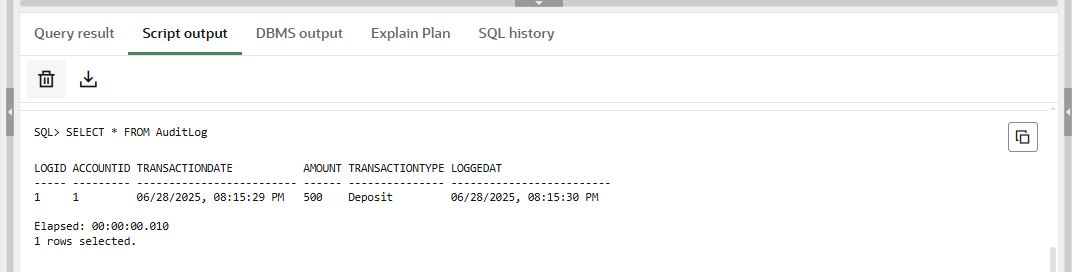 Query result Script output DBMS output Explain Plan SQL history
SQL> SELECT * FROM AuditLog
LOGID ACCOUNTID TRANSACTIONDATE           AMOUNT TRANSACTIONTYPE LOGGEDAT
----- --------- ------------------------- ------ --------------- -------------------------
1     1         06/28/2025, 08:15:29 PM   500    Deposit         06/28/2025, 08:15:30 PM
Elapsed: 00:00:00.010
1 rows selected.